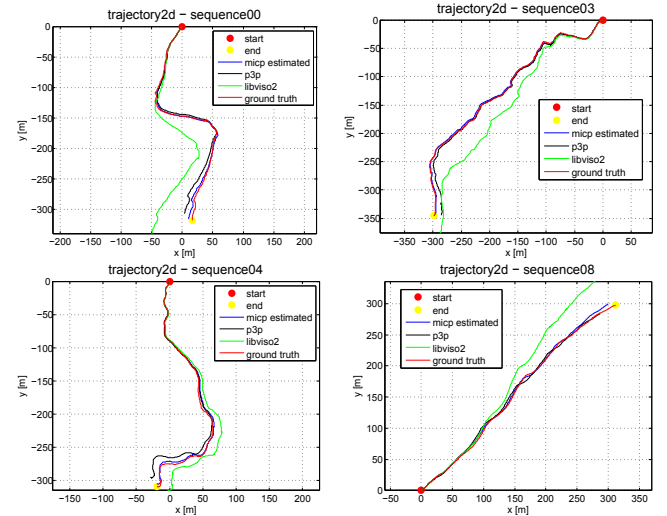 trajectory2d − sequence00
start
end
micp estimated
p3p
libviso2
ground truth
0
−50
−100
−150
−200
−250
−300
y [m]
−200 −150 −100 −50 0 50 100 150 200
x [m]
trajectory2d − sequence03
start
end
micp estimated
p3p
libviso2
ground truth
0
−50
−100
−150
−200
−250
−300
−350
y [m]
−350 −300 −250 −200 −150 −100 −50 0 50
x [m]
trajectory2d − sequence04
start
end
micp estimated
p3p
libviso2
ground truth
0
−50
−100
−150
−200
−250
−300
y [m]
−150 −100 −50 0 50 100 150 200
x [m]
trajectory2d − sequence08
start
end
micp estimated
p3p
libviso2
ground truth
300
250
200
150
100
50
0
y [m]
−50 0 50 100 150 200 250 300 350
x [m]